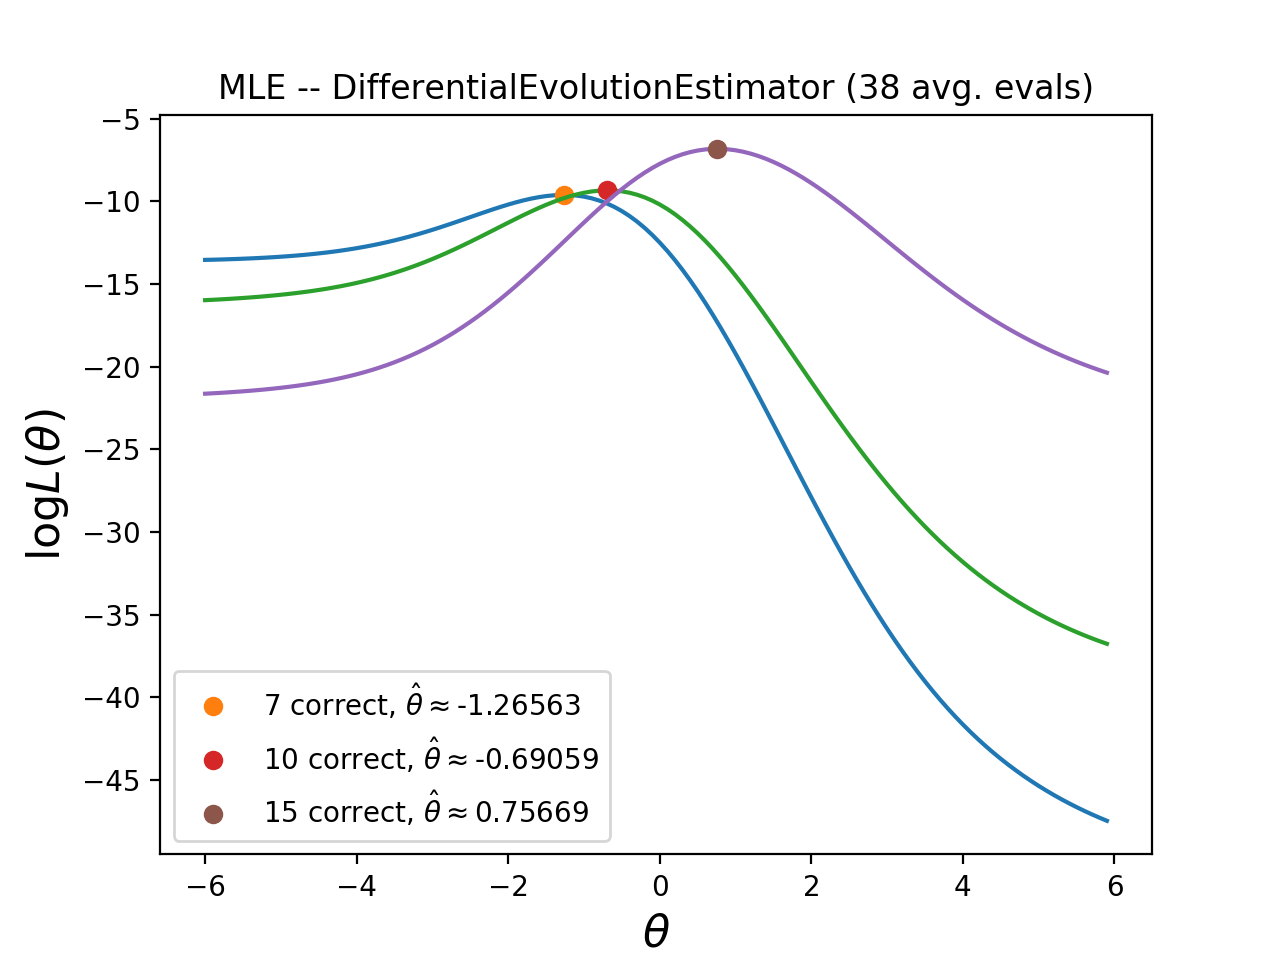 MLE -- DifferentialEvolutionEstimator (38 avg. evals)
−5
−10
−15
−20
−25
−30
−35
−40
−45
logL(θ)
7 correct, θ̂ ≈ -1.26563
10 correct, θ̂ ≈ -0.69059
15 correct, θ̂ ≈ 0.75669
−6 −4 −2 0 2 4 6
θ